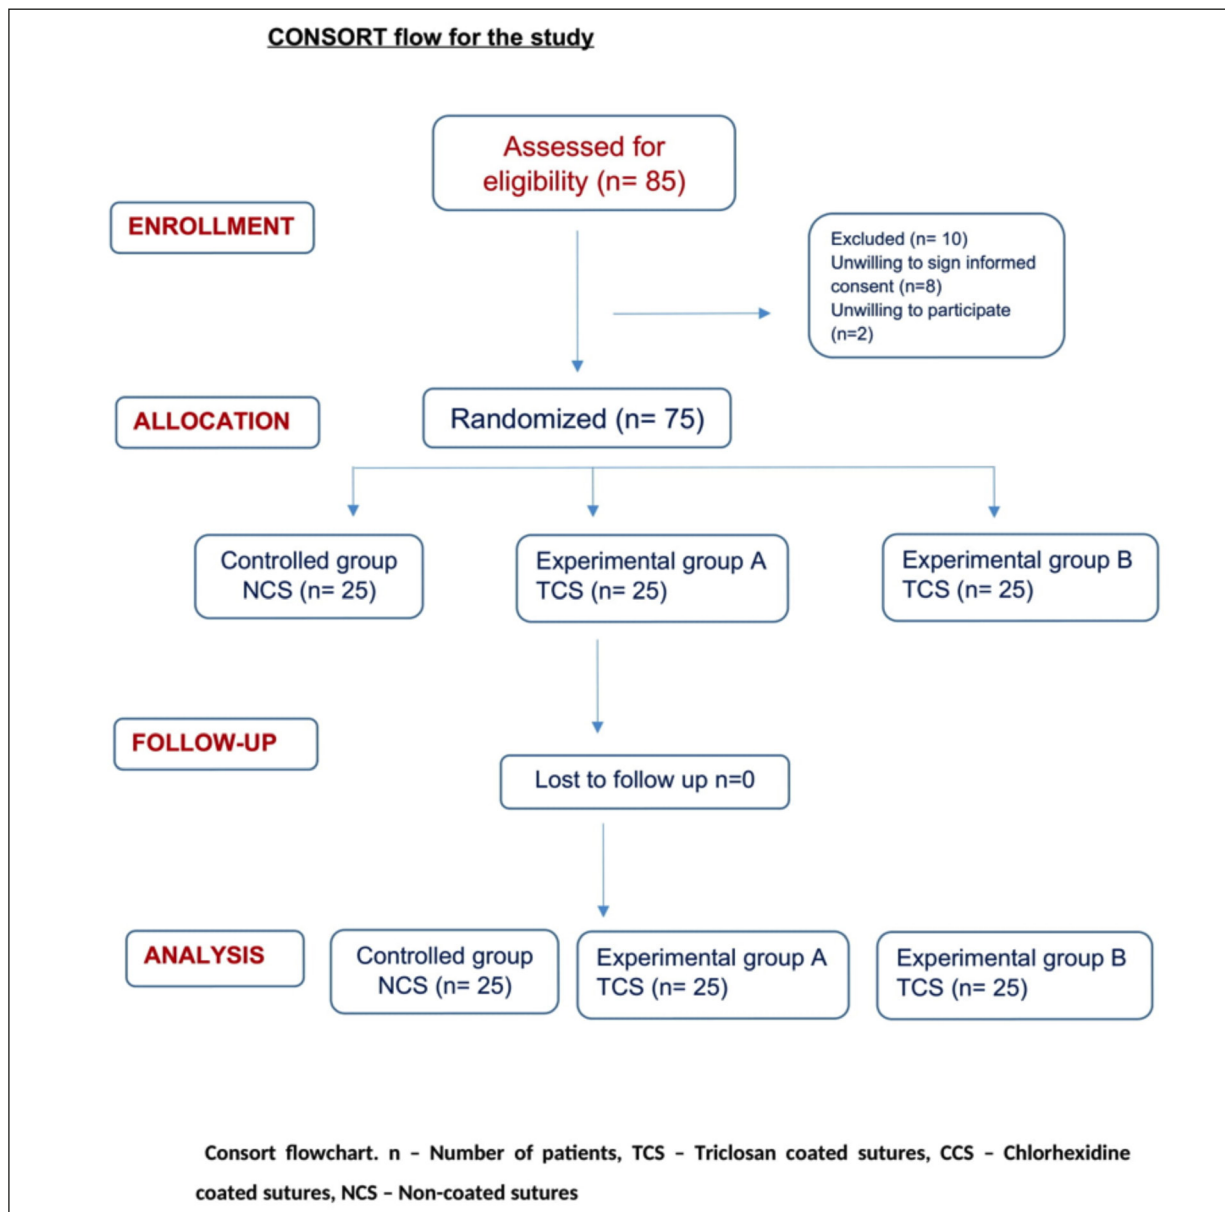 CONSORT flow for the study
Assessed for
eligibility (n= 85)
ENROLLMENT
Excluded (n= 10)
Unwilling to sign informed
consent (n=8)
Unwilling to participate
(n=2)
ALLOCATION
Randomized (n= 75)
Controlled group
NCS (n= 25)
Experimental group A
TCS (n= 25)
Experimental group B
TCS (n= 25)
FOLLOW-UP
Lost to follow up n=0
ANALYSIS
Controlled group
NCS (n= 25)
Experimental group A
TCS (n= 25)
Experimental group B
TCS (n= 25)
Consort flowchart. n – Number of patients, TCS – Triclosan coated sutures, CCS – Chlorhexidine
coated sutures, NCS – Non-coated sutures